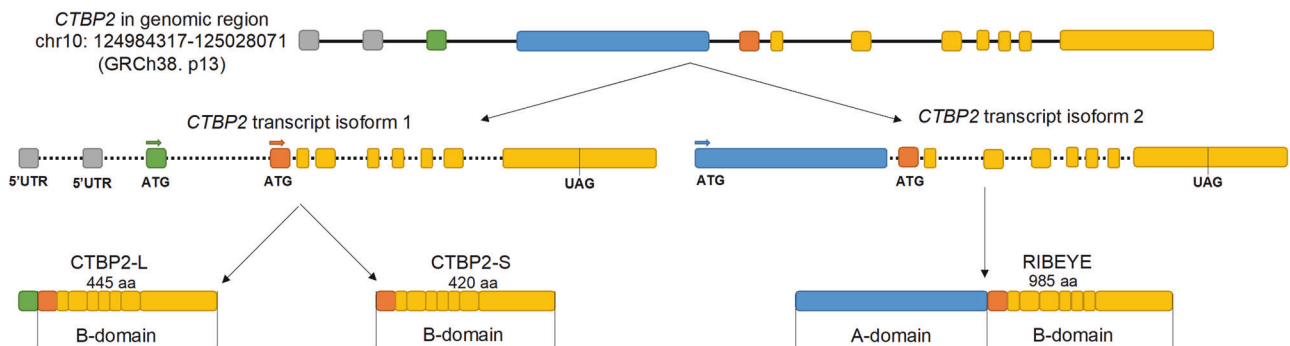 CTBP2 in genomic region
chr10: 124984317-125028071
(GRCh38. p13)
CTBP2 transcript isoform 1
CTBP2 transcript isoform 2
5'UTR 5'UTR ATG ATG UAG
ATG ATG UAG
CTBP2-L
445 aa
B-domain
CTBP2-S
420 aa
B-domain
RIBEYE
985 aa
A-domain B-domain